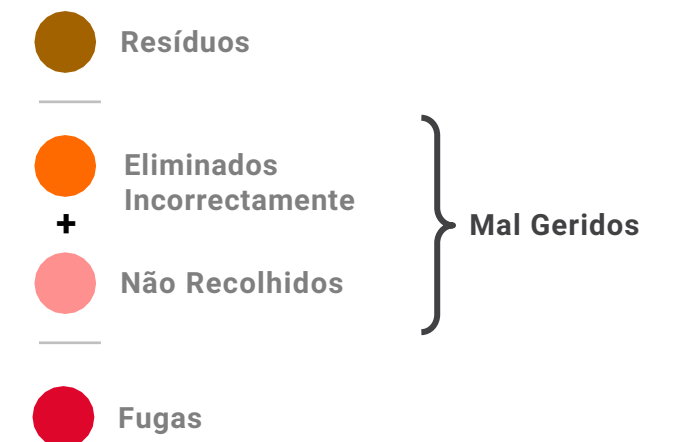 Resíduos
Eliminados
Incorrectamente
+
Mal Geridos
Não Recolhidos
Fugas